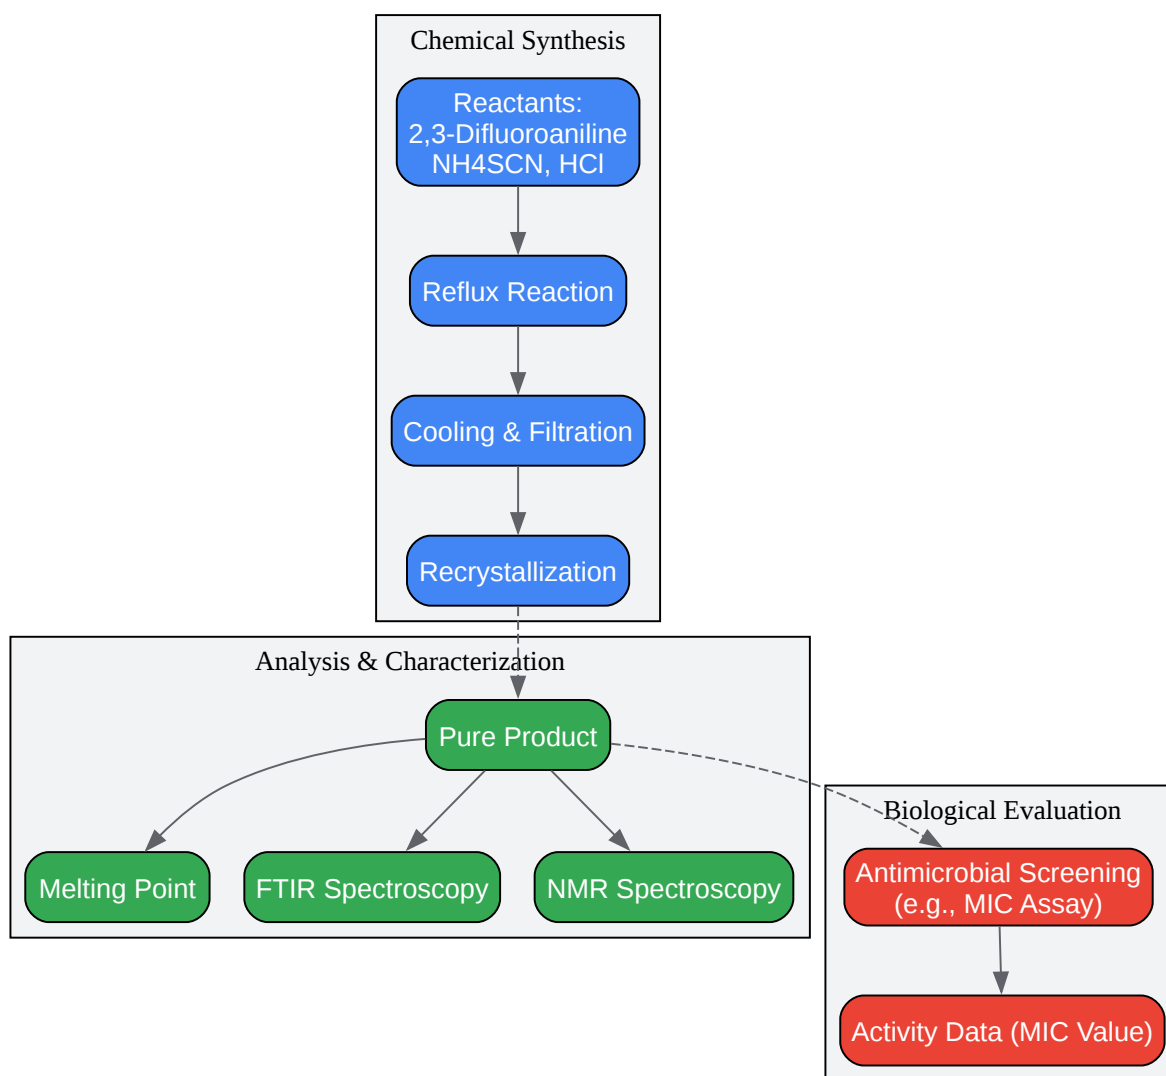 Chemical Synthesis
Reactants:
2,3-Difluoroaniline
NH4SCN, HCl
Reflux Reaction
Cooling & Filtration
Recrystallization
Analysis & Characterization
Pure Product
Melting Point
FTIR Spectroscopy
NMR Spectroscopy
Biological Evaluation
Antimicrobial Screening
(e.g., MIC Assay)
Activity Data (MIC Value)